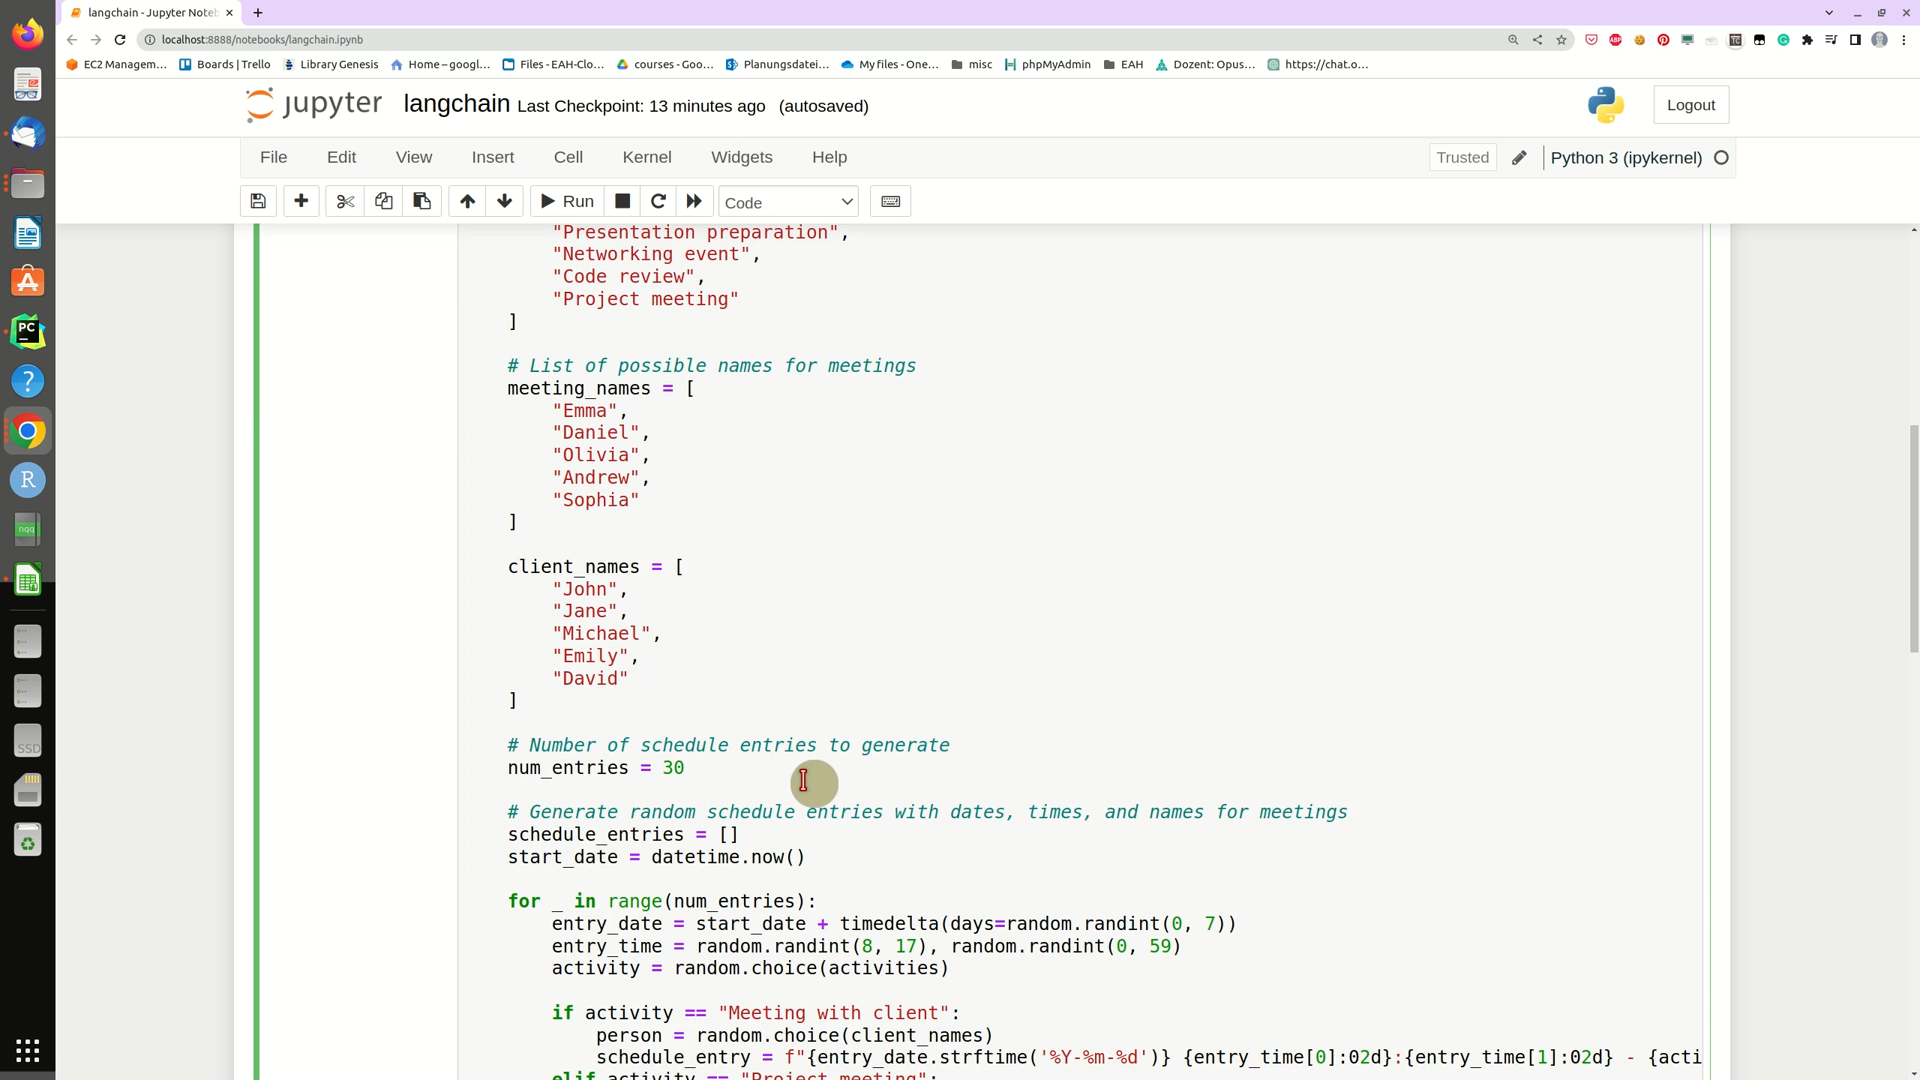 langchain - Jupyter Noteb
localhost:8888/notebooks/langchain.ipynb
EC2 Managem... Boards | Trello Library Genesis Home – googl... Files - EAH-Clo... courses - Goo... Planungsdatei... My files - One... misc phpMyAdmin EAH Dozent: Opus... https://chat.o...
jupyter langchain Last Checkpoint: 13 minutes ago (autosaved) Logout
File Edit View Insert Cell Kernel Widgets Help Trusted Python 3 (ipykernel)
Run Code
"Presentation preparation",
"Networking event",
"Code review",
"Project meeting"
]
# List of possible names for meetings
meeting_names = [
"Emma",
"Daniel",
"Olivia",
"Andrew",
"Sophia"
]
client_names = [
"John",
"Jane",
"Michael",
"Emily",
"David"
]
# Number of schedule entries to generate
num_entries = 30
# Generate random schedule entries with dates, times, and names for meetings
schedule_entries = []
start_date = datetime.now()
for _ in range(num_entries):
entry_date = start_date + timedelta(days=random.randint(0, 7))
entry_time = random.randint(8, 17), random.randint(0, 59)
activity = random.choice(activities)
if activity == "Meeting with client":
person = random.choice(client_names)
schedule_entry = f"{entry_date.strftime('%Y-%m-%d')} {entry_time[0]:02d}:{entry_time[1]:02d} - {acti
elif activity == "Project meeting":
PC
R
nqq
SSD